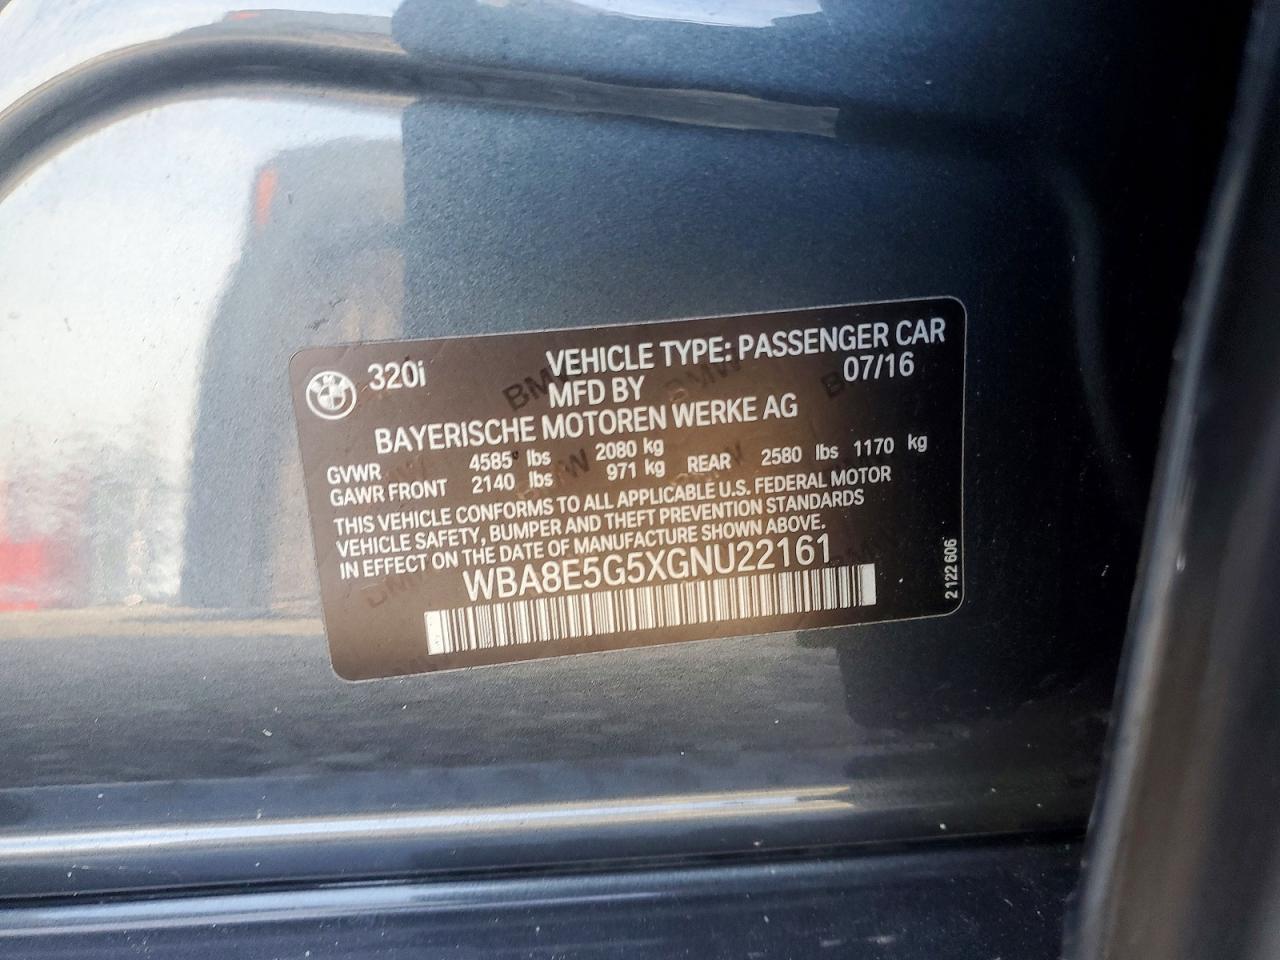 320i VEHICLE TYPE: PASSENGER CAR
MFD BY 07/16
BAYERISCHE MOTOREN WERKE AG
GVWR 4585 lbs 2080 kg
GAWR FRONT 2140 lbs 971 kg REAR 2580 lbs 1170 kg
THIS VEHICLE CONFORMS TO ALL APPLICABLE U.S. FEDERAL MOTOR
VEHICLE SAFETY, BUMPER AND THEFT PREVENTION STANDARDS
IN EFFECT ON THE DATE OF MANUFACTURE SHOWN ABOVE.
WBA8E5G5XGNU22161
2 122 606